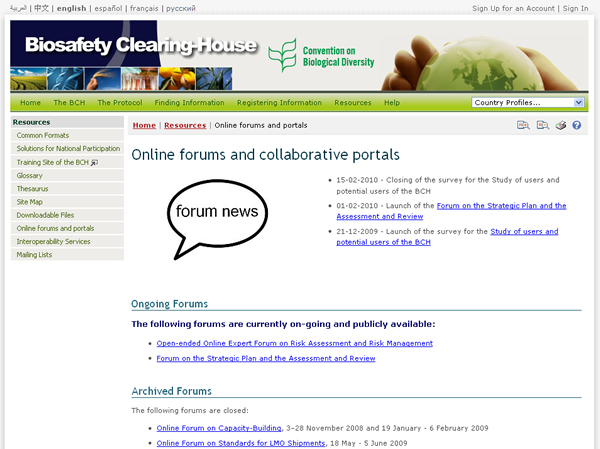 العربية | 中文 | english | español | français | русский
Sign Up for an Account | Sign In
Biosafety Clearing-House
Convention on
Biological Diversity
Home The BCH The Protocol Finding Information Registering Information Resources Help
Country Profiles...
Resources
Common Formats
Solutions for National Participation
Training Site of the BCH
Glossary
Thesaurus
Site Map
Downloadable Files
Online forums and portals
Interoperability Services
Mailing Lists
Home | Resources | Online forums and portals
Online forums and collaborative portals
forum news
• 15-02-2010 - Closing of the survey for the Study of users and
potential users of the BCH
• 01-02-2010 - Launch of the Forum on the Strategic Plan and the
Assessment and Review
• 21-12-2009 - Launch of the survey for the Study of users and
potential users of the BCH
Ongoing Forums
The following forums are currently on-going and publicly available:
• Open-ended Online Expert Forum on Risk Assessment and Risk Management
• Forum on the Strategic Plan and the Assessment and Review
Archived Forums
The following forums are closed:
• Online Forum on Capacity-Building, 3-28 November 2008 and 19 January - 6 February 2009
• Online Forum on Standards for LMO Shipments, 18 May - 5 June 2009